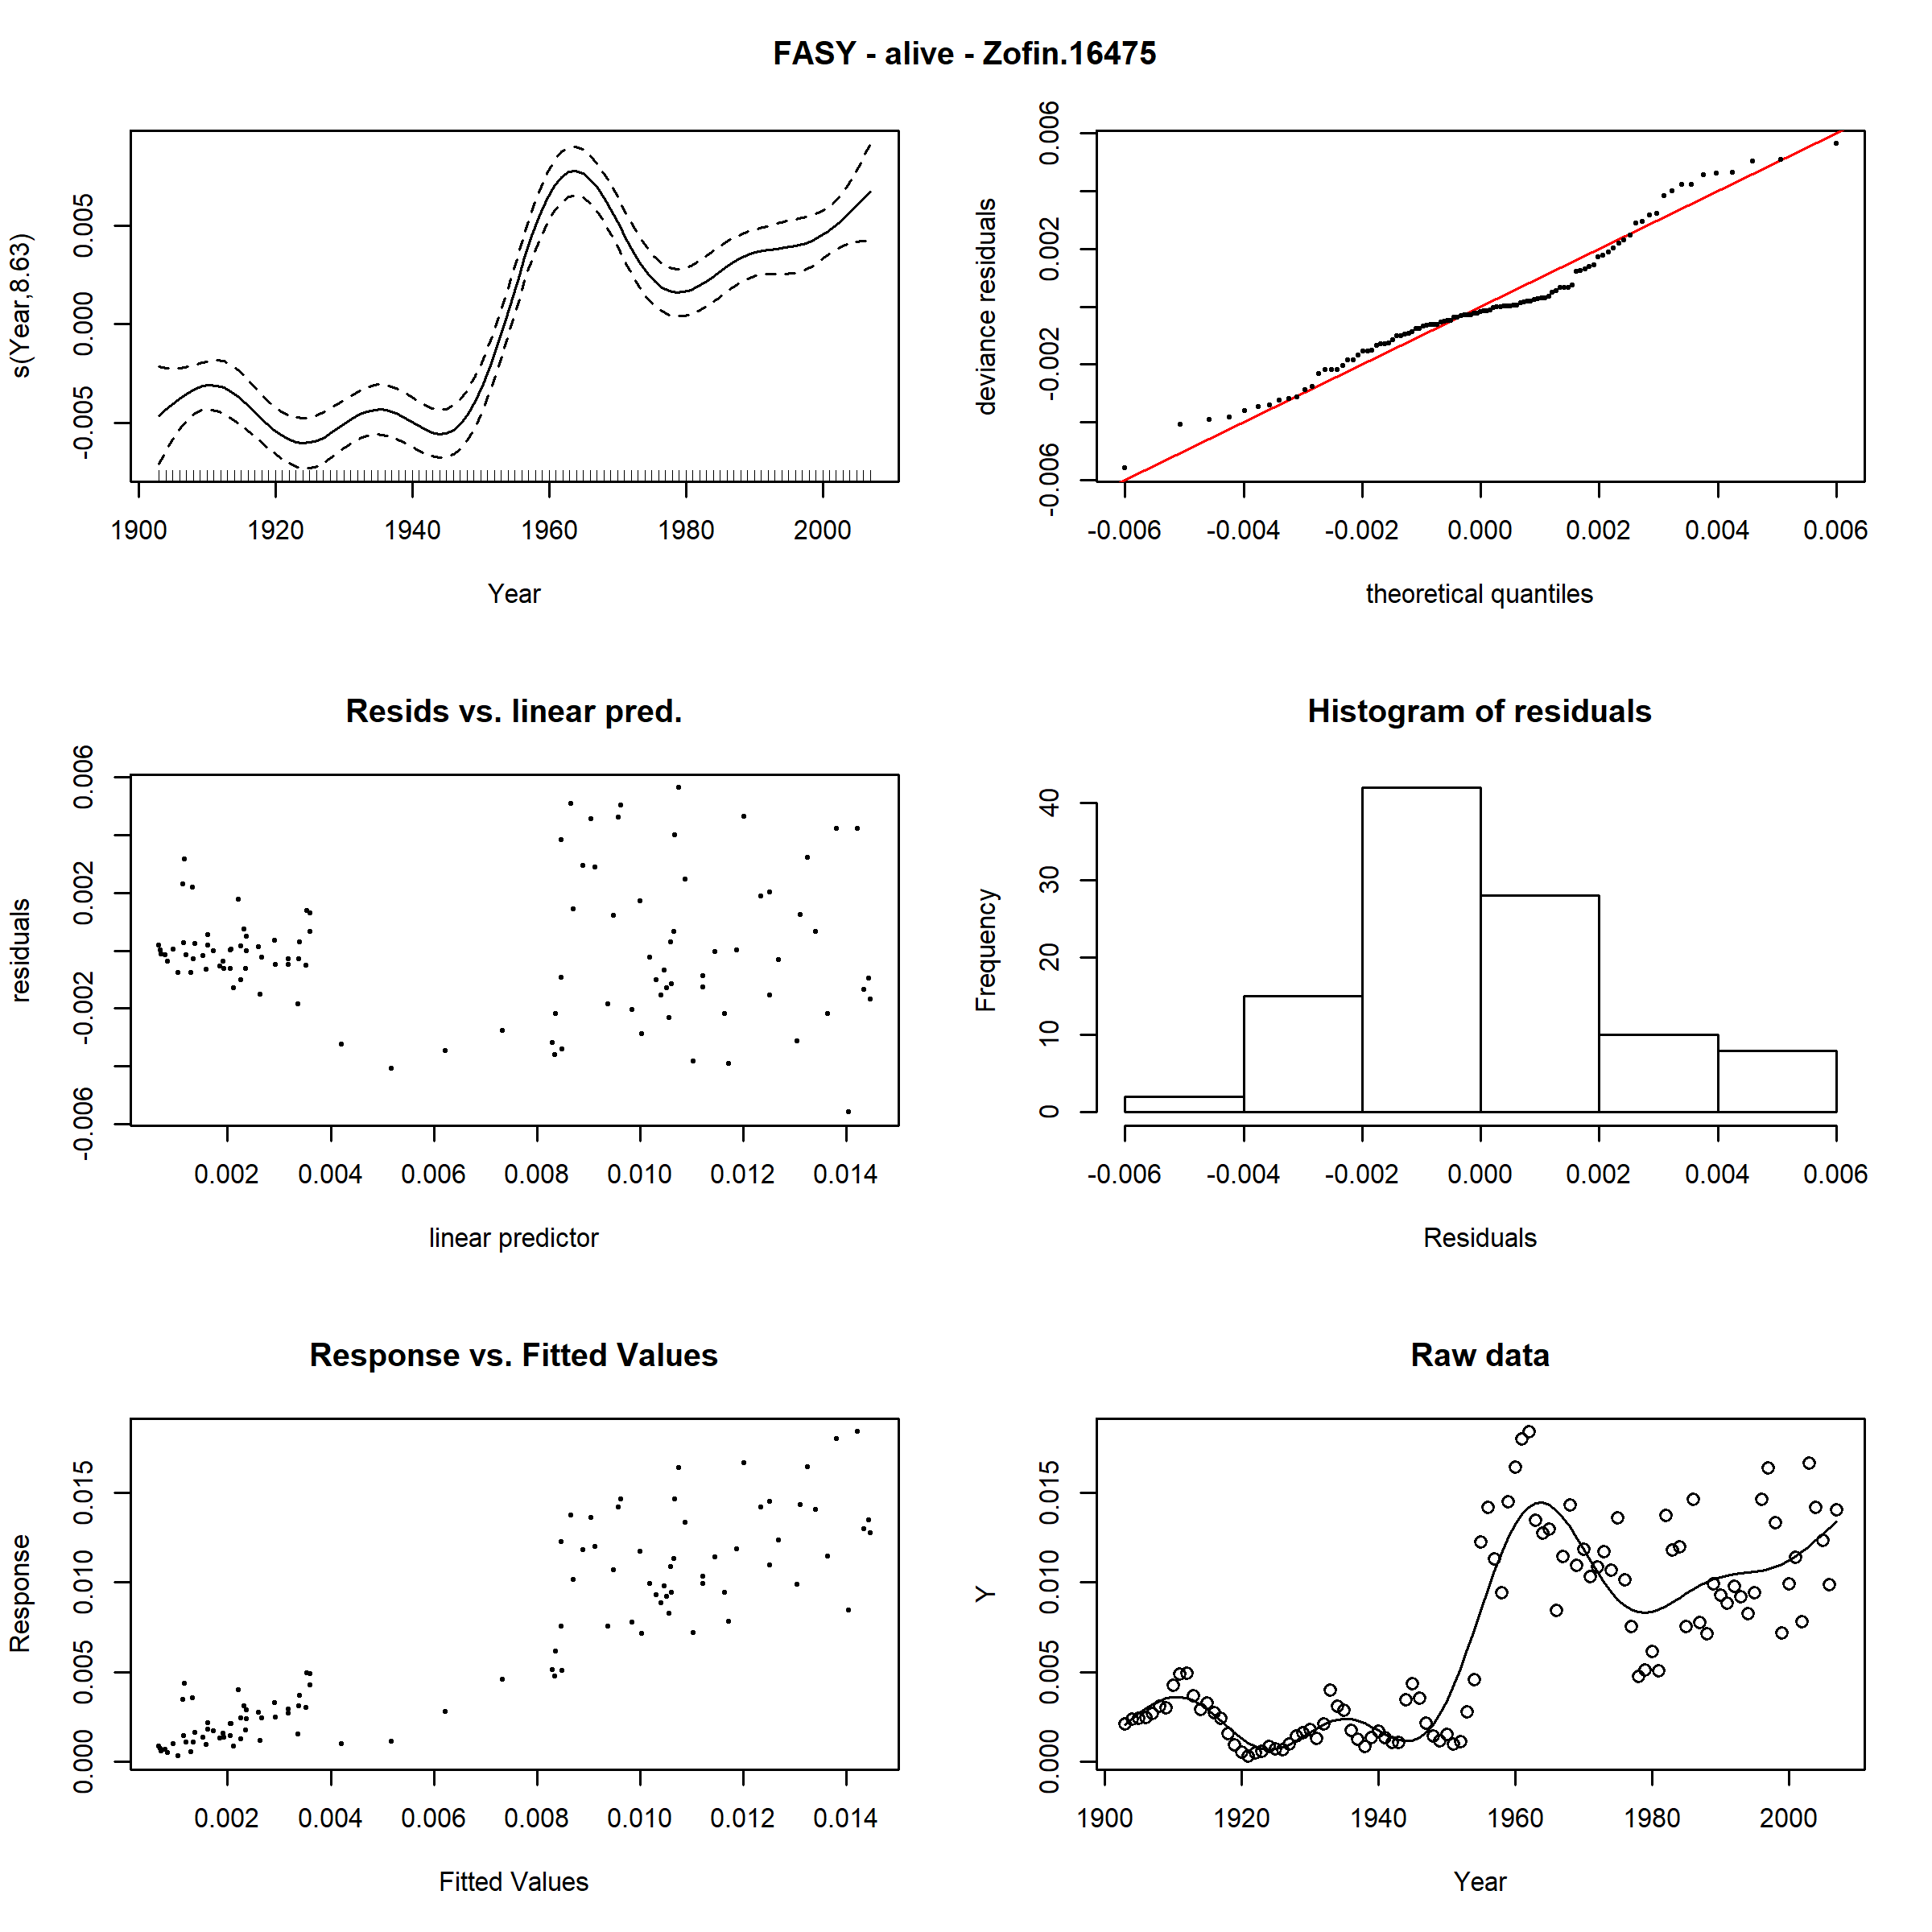 FASY - alive - Zofin.16475
s(Year,8.63)
-0.005 0.000 0.005
1900 1920 1940 1960 1980 2000
Year
deviance residuals
-0.006 -0.002 0.002 0.006
-0.006 -0.004 -0.002 0.000 0.002 0.004 0.006
theoretical quantiles
Resids vs. linear pred.
residuals
-0.006 -0.002 0.002 0.006
0.002 0.004 0.006 0.008 0.010 0.012 0.014
linear predictor
Histogram of residuals
Frequency
0 10 20 30 40
-0.006 -0.004 -0.002 0.000 0.002 0.004 0.006
Residuals
Response vs. Fitted Values
Response
0.000 0.005 0.010 0.015
0.002 0.004 0.006 0.008 0.010 0.012 0.014
Fitted Values
Raw data
Y
0.000 0.005 0.010 0.015
1900 1920 1940 1960 1980 2000
Year